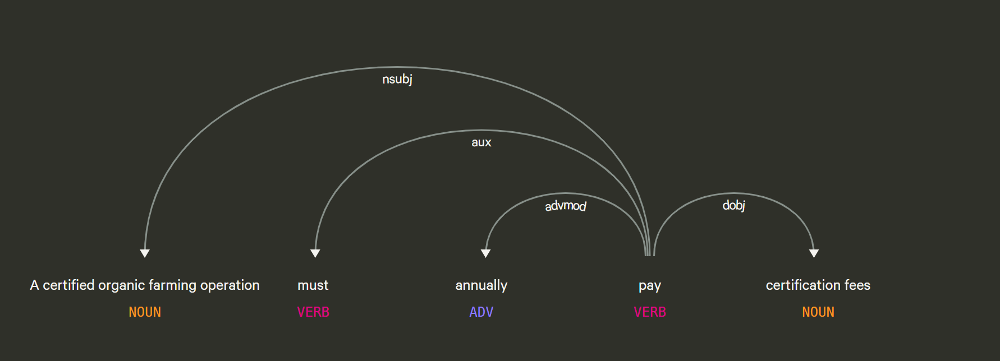 nsubj
aux
advmod dobj
A certified organic farming operation must annually pay certification fees
NOUN VERB ADV VERB NOUN